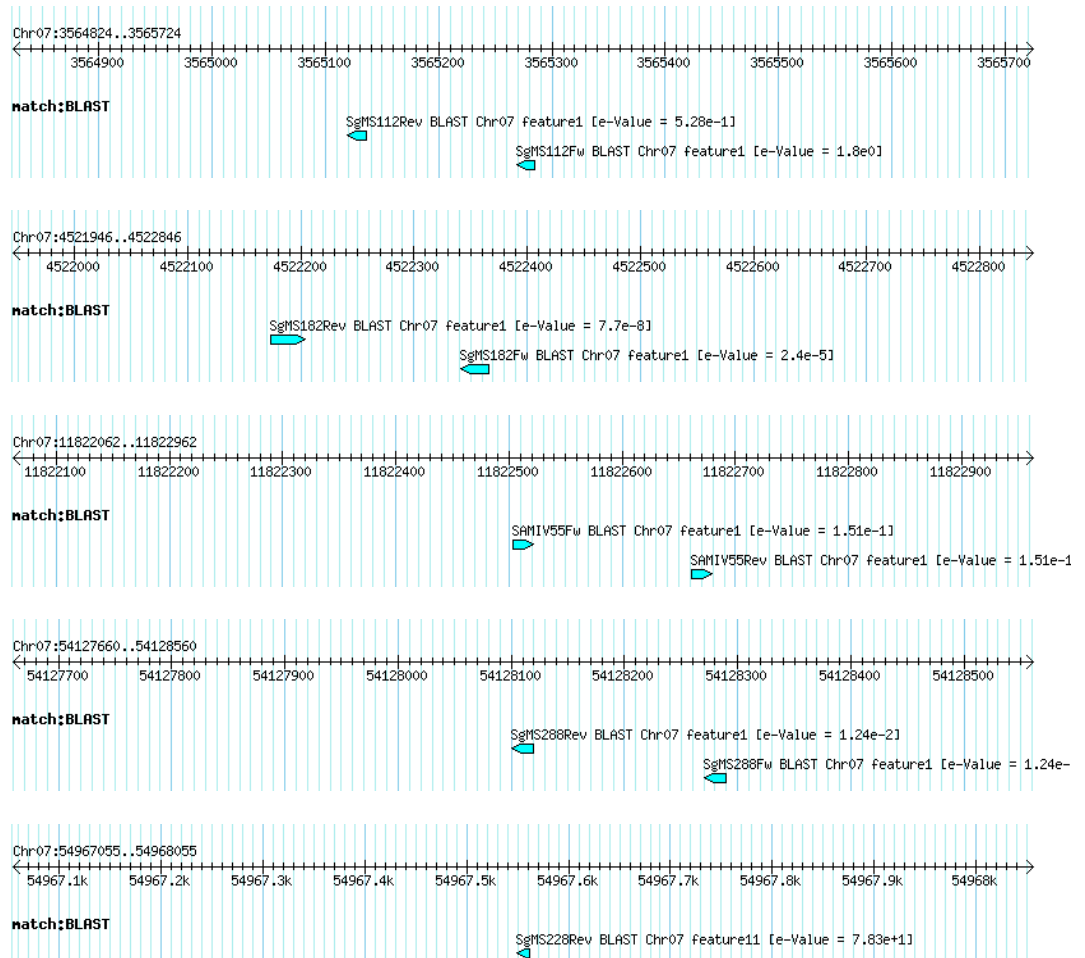 Chr07:3564824..3565724
3564900 3565000 3565100 3565200 3565300 3565400 3565500 3565600 3565700
match:BLAST
SgMS112Rev BLAST Chr07 feature1 [e-Value = 5.28e-1]
SgMS112Fw BLAST Chr07 feature1 [e-Value = 1.8e0]
Chr07:4521946..4522846
4522000 4522100 4522200 4522300 4522400 4522500 4522600 4522700 4522800
match:BLAST
SgMS182Rev BLAST Chr07 feature1 [e-Value = 7.7e-8]
SgMS182Fw BLAST Chr07 feature1 [e-Value = 2.4e-5]
Chr07:11822062..11822962
11822100 11822200 11822300 11822400 11822500 11822600 11822700 11822800 11822900
match:BLAST
SAMIV55Fw BLAST Chr07 feature1 [e-Value = 1.51e-1]
SAMIV55Rev BLAST Chr07 feature1 [e-Value = 1.51e-1
Chr07:54127660..54128560
54127700 54127800 54127900 54128000 54128100 54128200 54128300 54128400 54128500
match:BLAST
SgMS288Rev BLAST Chr07 feature1 [e-Value = 1.24e-2]
SgMS288Fw BLAST Chr07 feature1 [e-Value = 1.24e-
Chr07:54967055..54968055
54967.1k 54967.2k 54967.3k 54967.4k 54967.5k 54967.6k 54967.7k 54967.8k 54967.9k 54968k
match:BLAST
SgMS228Rev BLAST Chr07 feature11 [e-Value = 7.83e+1]